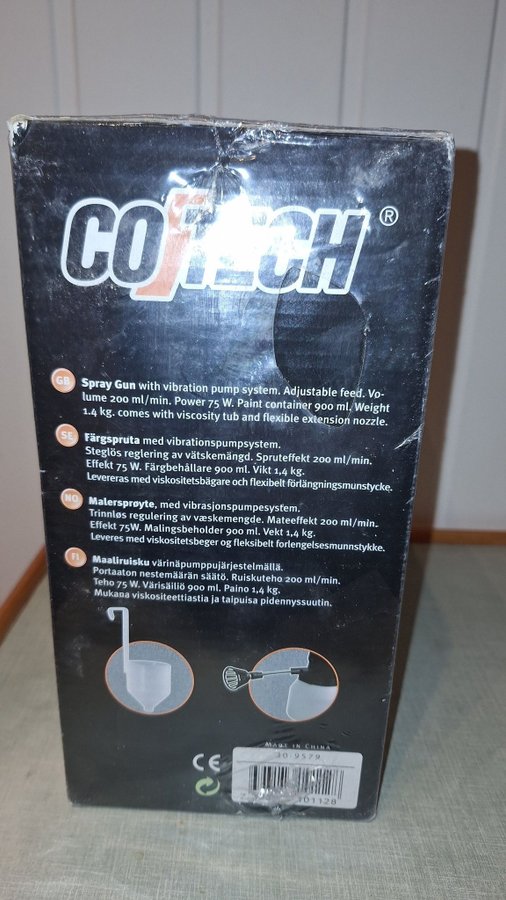 COTECH ®
GB Spray Gun with vibration pump system. Adjustable feed. Vo-
lume 200 ml/min. Power 75 W. Paint container 900 ml. Weight
1.4 kg. comes with viscosity tub and flexible extension nozzle.
SE Färgspruta med vibrationspumpsystem.
Steglös reglering av vätskemängd. Spruteffekt 200 ml/min.
Effekt 75 W. Färgbehållare 900 ml. Vikt 1,4 kg.
Levereras med viskositetsbägare och flexibelt förlängningsmunstycke.
NO Malersprøyte, med vibrasjonspumpesystem.
Trinnløs regulering av væskemengde. Mateeffekt 200 ml/min.
Effekt 75W. Malingsbeholder 900 ml. Vekt 1,4 kg.
Leveres med viskositetsbeger og fleksibelt forlengelsesmunnstykke.
FI Maaliruisku värinäpumppujärjestelmällä.
Portaaton nestemäärän säätö. Ruiskuteho 200 ml/min.
Teho 75 W. Värisäiliö 900 ml. Paino 1,4 kg.
Mukana viskositeettiastia ja taipuisa pidennyssuutin.
MADE IN CHINA
CE
30-9579
01128